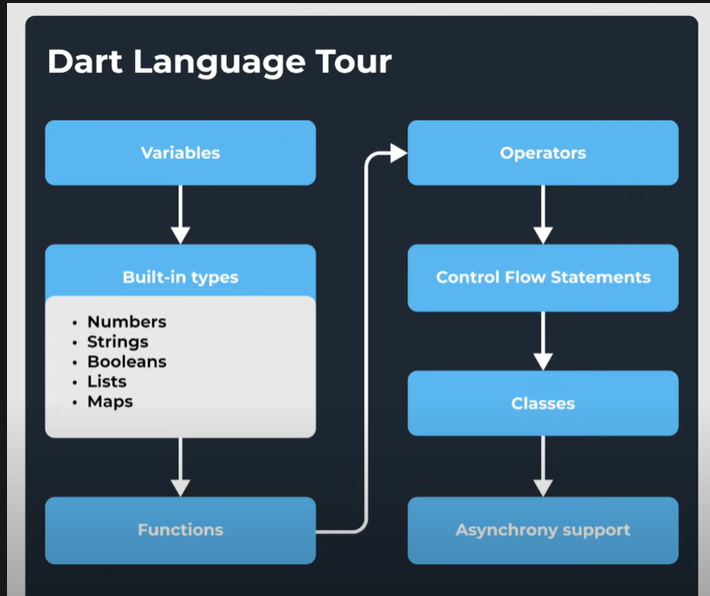 Dart Language Tour
Variables
Built-in types
• Numbers
• Strings
• Booleans
• Lists
• Maps
Functions
Operators
Control Flow Statements
Classes
Asynchrony support